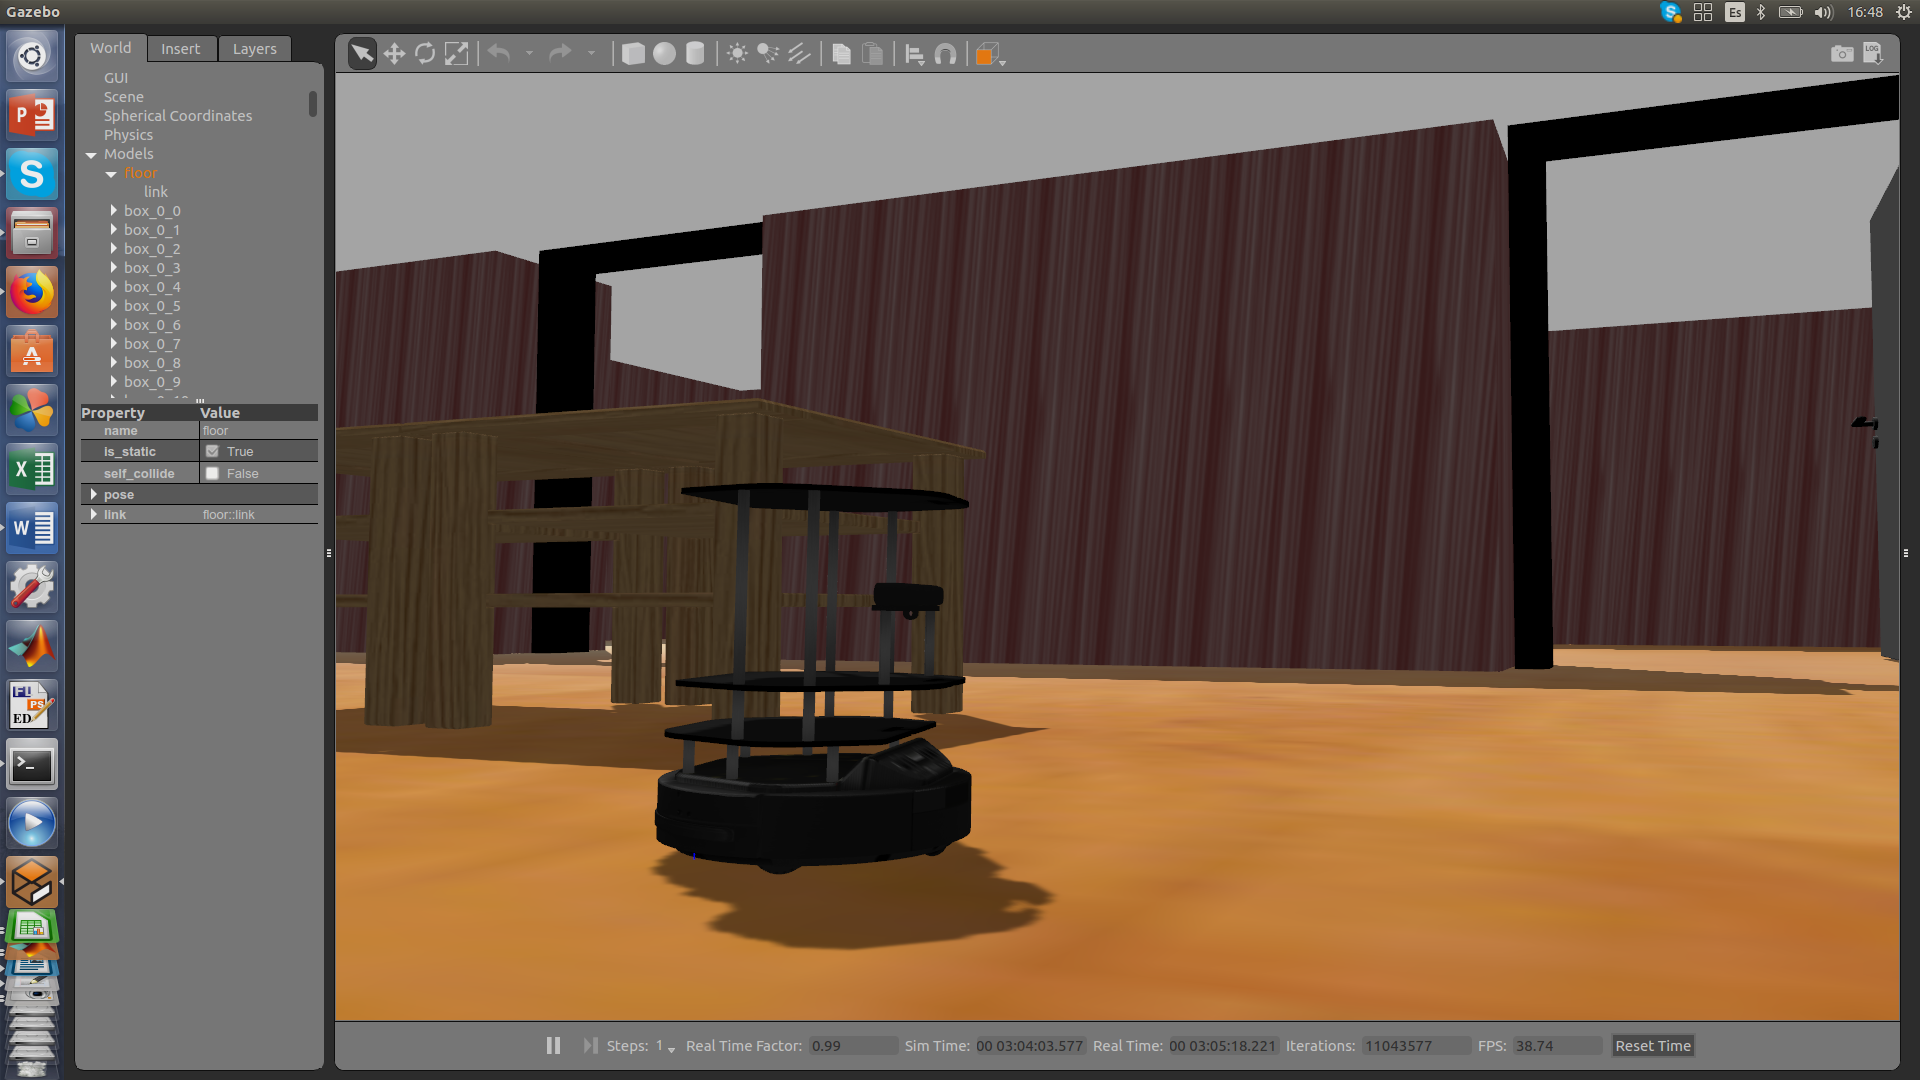 Gazebo
Es
16:48
World Insert Layers
GUI
Scene
Spherical Coordinates
Physics
Models
floor
link
box_0_0
box_0_1
box_0_2
box_0_3
box_0_4
box_0_5
box_0_6
box_0_7
box_0_8
box_0_9
Property Value
name floor
is_static True
self_collide False
pose
link floor::link
LOG
Steps: 1 Real Time Factor: 0.99 Sim Time: 00 03:04:03.577 Real Time: 00 03:05:18.221 Iterations: 11043577 FPS: 38.74 Reset Time